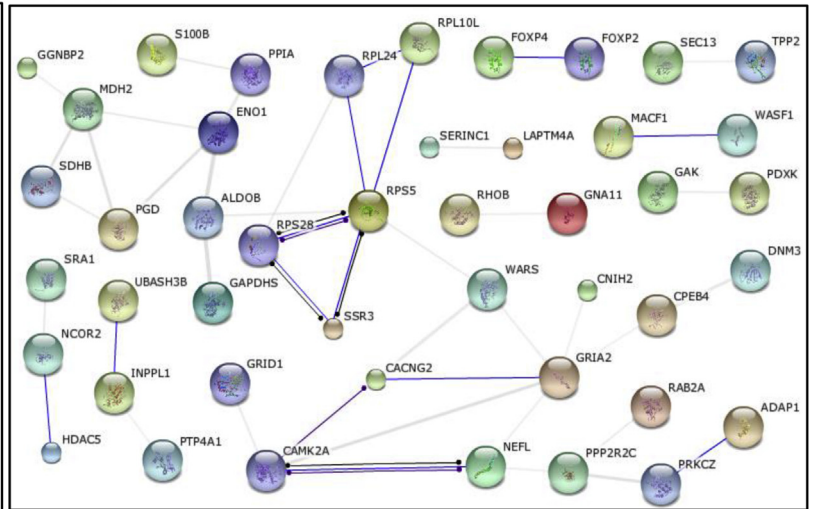 RPL10L
S100B
FOXP4
FOXP2
SEC13
TPP2
GGNBP2
PPIA
RPL24
MDH2
ENO1
MACF1
WASF1
SERINC1
LAPTM4A
SDHB
PGD
ALDOB
RPS28
RPS5
RHOB
GNA11
GAK
PDXK
SRA1
UBASH3B
GAPDHS
WARS
CNIH2
DNM3
CPEB4
SSR3
NCOR2
INPPL1
GRID1
CACNG2
GRIA2
RAB2A
ADAP1
HDAC5
PTP4A1
CAMK2A
NEFL
PPP2R2C
PRKCZ